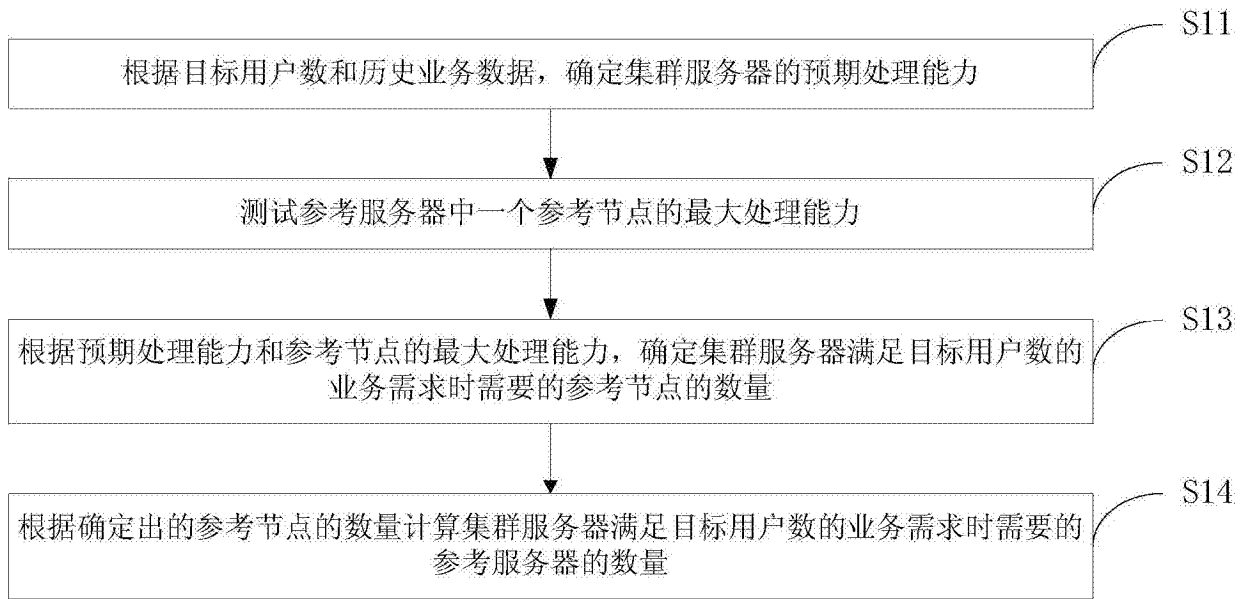 S11
根据目标用户数和历史业务数据，确定集群服务器的预期处理能力
S12
测试参考服务器中一个参考节点的最大处理能力
S13
根据预期处理能力和参考节点的最大处理能力，确定集群服务器满足目标用户数的
业务需求时需要的参考节点的数量
S14
根据确定出的参考节点的数量计算集群服务器满足目标用户数的业务需求时需要的
参考服务器的数量